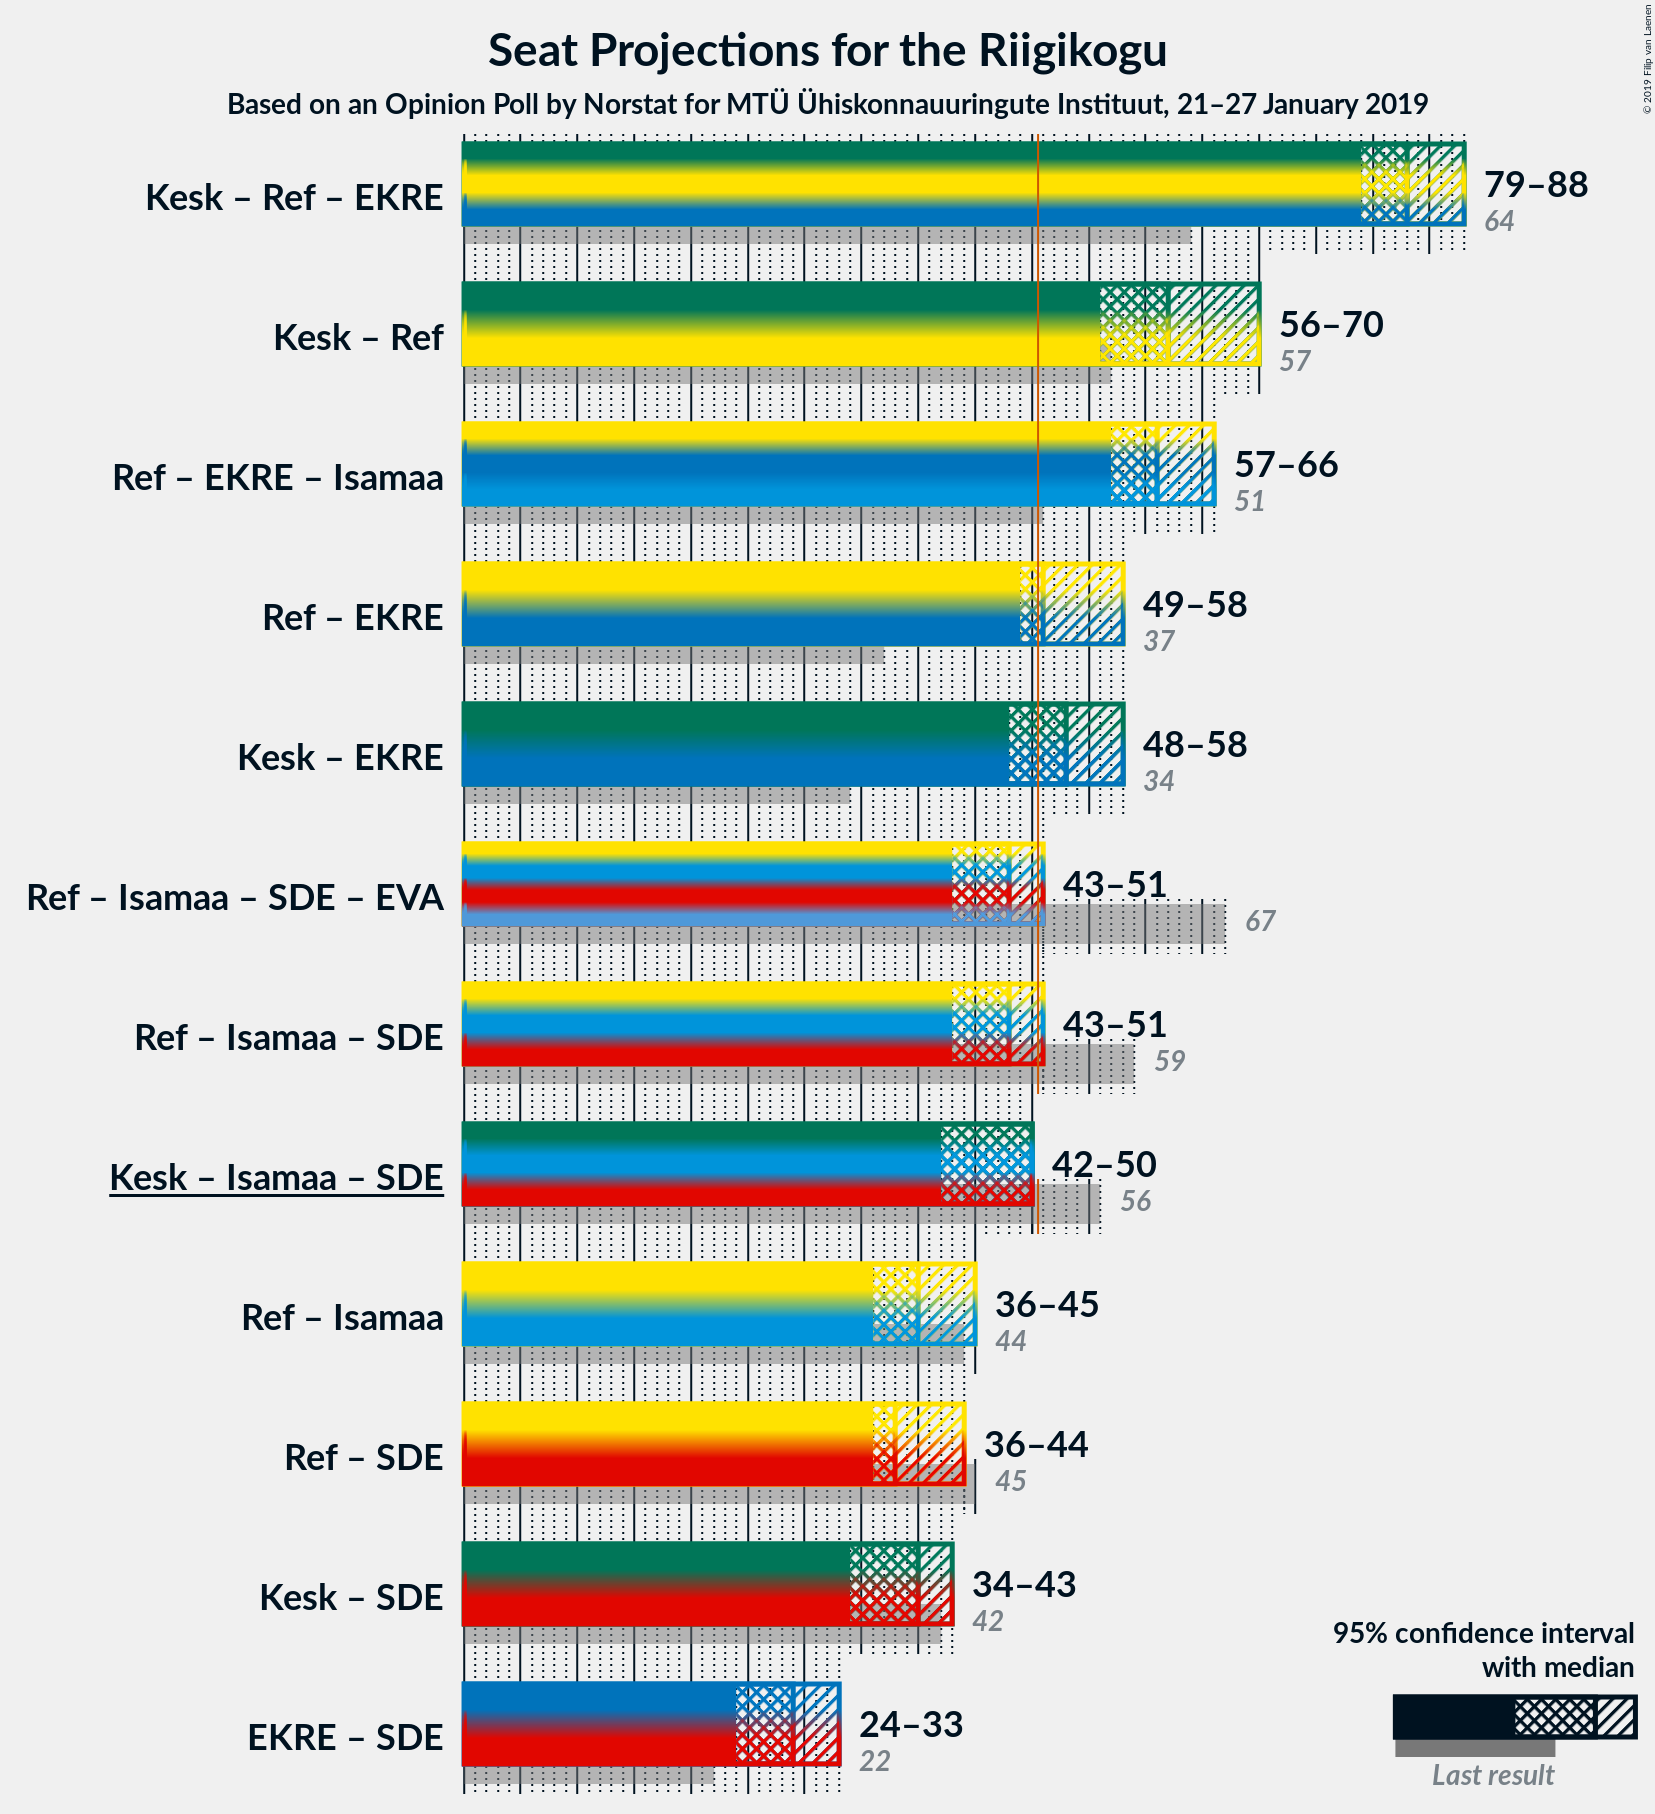 Seat Projections for the Riigikogu
Based on an Opinion Poll by Norstat for MTÜ Ühiskonnauuringute Instituut, 21–27 January 2019
© 2019 Filip van Laenen
Kesk – Ref – EKRE
79–88
64
Kesk – Ref
56–70
57
Ref – EKRE – Isamaa
57–66
51
Ref – EKRE
49–58
37
Kesk – EKRE
48–58
34
Ref – Isamaa – SDE – EVA
43–51
67
Ref – Isamaa – SDE
43–51
59
Kesk – Isamaa – SDE
42–50
56
Ref – Isamaa
36–45
44
Ref – SDE
36–44
45
Kesk – SDE
34–43
42
EKRE – SDE
24–33
22
95% confidence interval
with median
Last result